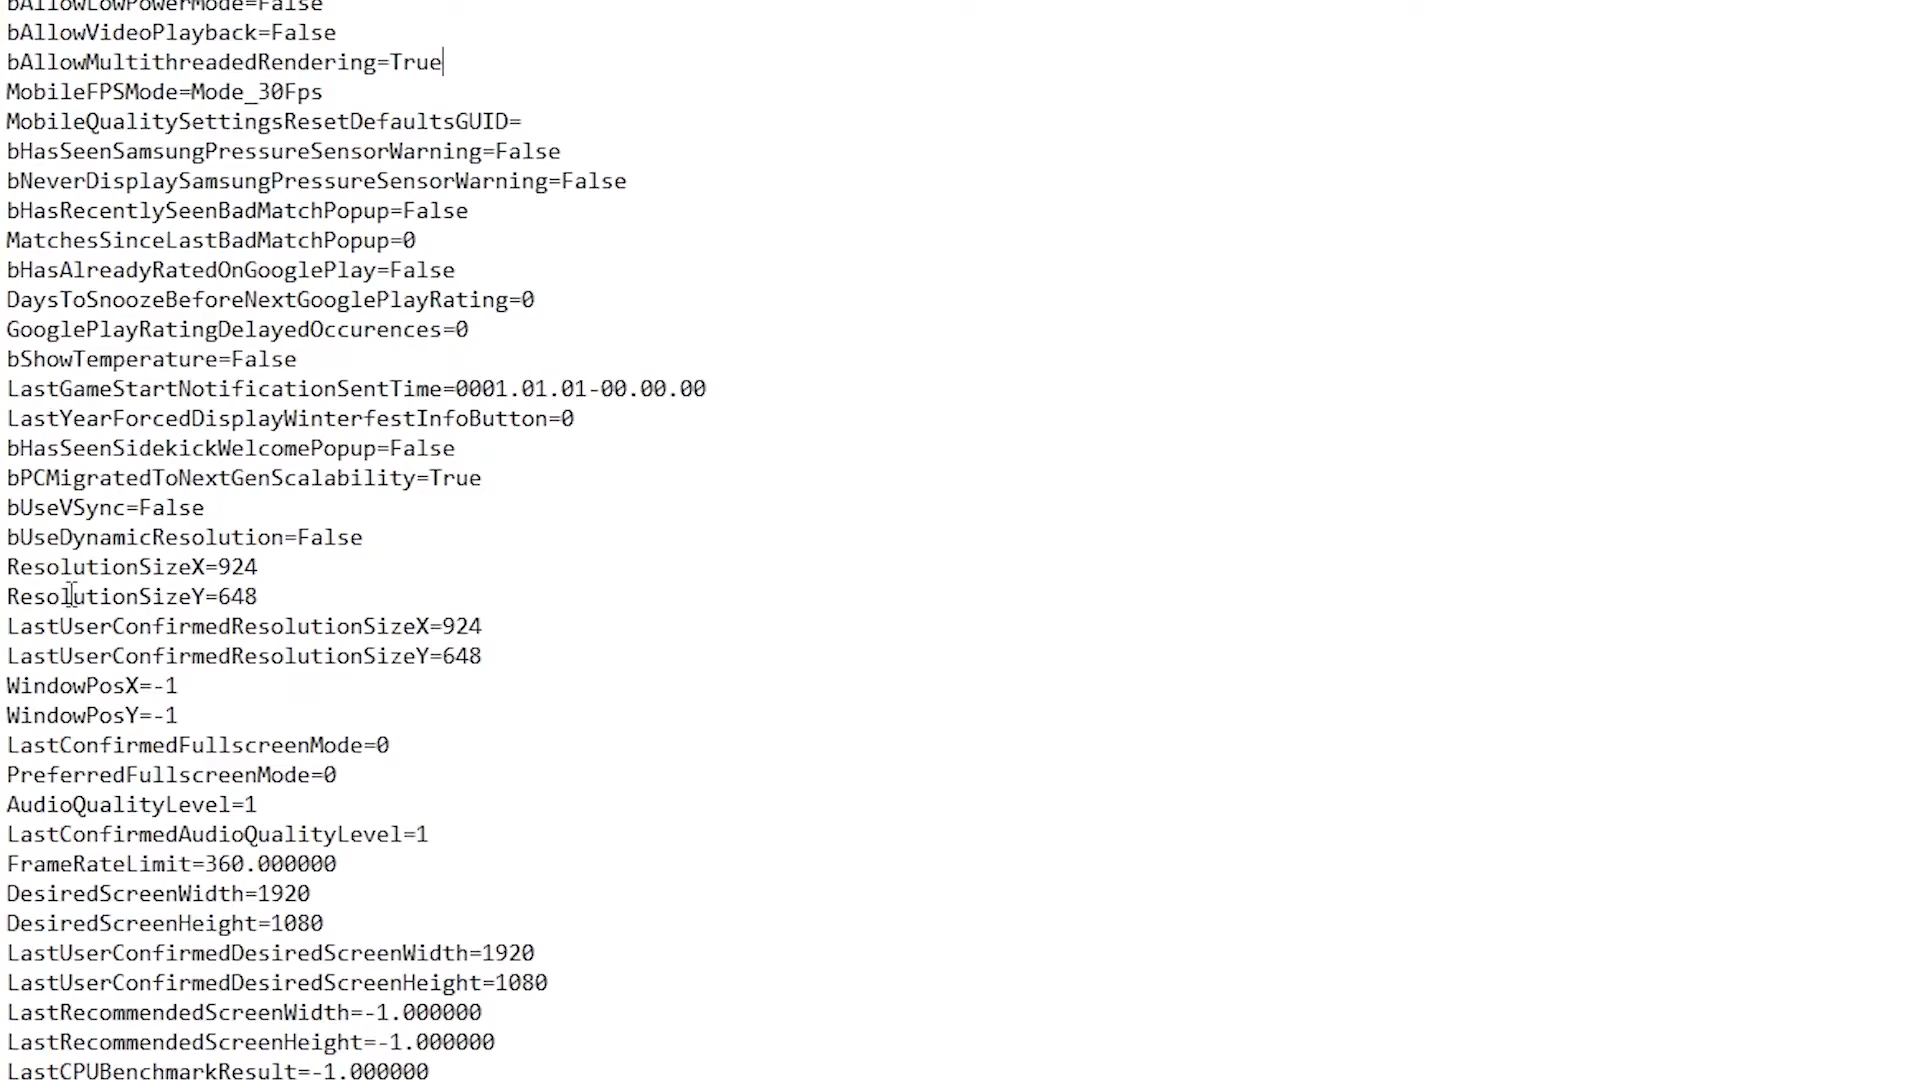 bAllowLowPowerMode=False
bAllowVideoPlayback=False
bAllowMultithreadedRendering=True
MobileFPSMode=Mode_30Fps
MobileQualitySettingsResetDefaultsGUID=
bHasSeenSamsungPressureSensorWarning=False
bNeverDisplaySamsungPressureSensorWarning=False
bHasRecentlySeenBadMatchPopup=False
MatchesSinceLastBadMatchPopup=0
bHasAlreadyRatedOnGooglePlay=False
DaysToSnoozeBeforeNextGooglePlayRating=0
GooglePlayRatingDelayedOccurences=0
bShowTemperature=False
LastGameStartNotificationSentTime=0001.01.01-00.00.00
LastYearForcedDisplayWinterfestInfoButton=0
bHasSeenSidekickWelcomePopup=False
bPCMigratedToNextGenScalability=True
bUseVSync=False
bUseDynamicResolution=False
ResolutionSizeX=924
ResolutionSizeY=648
LastUserConfirmedResolutionSizeX=924
LastUserConfirmedResolutionSizeY=648
WindowPosX=-1
WindowPosY=-1
LastConfirmedFullscreenMode=0
PreferredFullscreenMode=0
AudioQualityLevel=1
LastConfirmedAudioQualityLevel=1
FrameRateLimit=360.000000
DesiredScreenWidth=1920
DesiredScreenHeight=1080
LastUserConfirmedDesiredScreenWidth=1920
LastUserConfirmedDesiredScreenHeight=1080
LastRecommendedScreenWidth=-1.000000
LastRecommendedScreenHeight=-1.000000
LastCPUBenchmarkResult=-1.000000